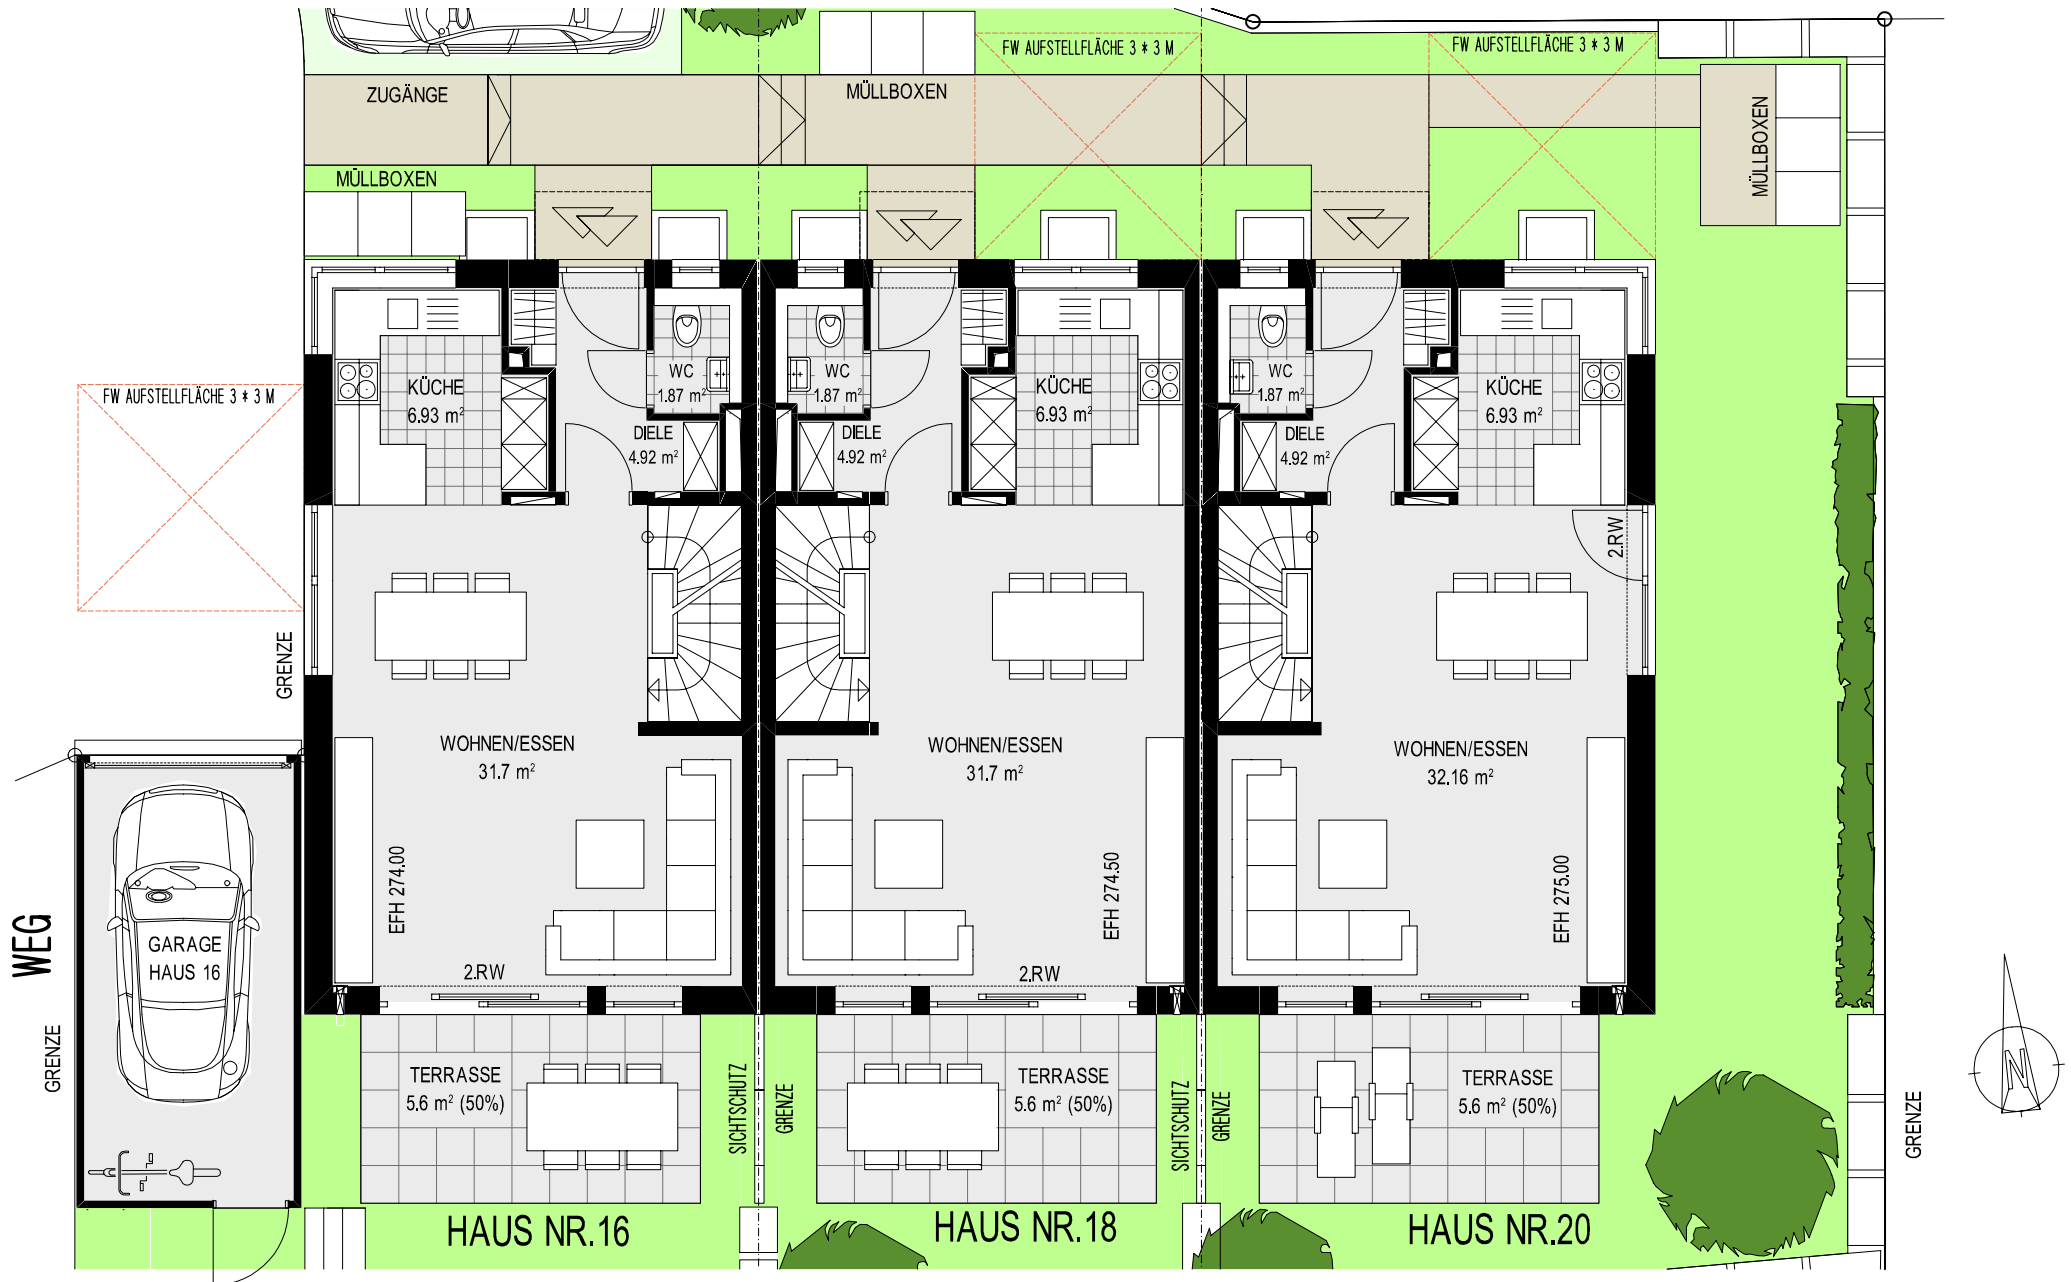 FW AUFSTELLFLÄCHE 3 * 3 M
FW AUFSTELLFLÄCHE 3 * 3 M
ZUGÄNGE
MÜLLBOXEN
MÜLLBOXEN
MÜLLBOXEN
FW AUFSTELLFLÄCHE 3 * 3 M
KÜCHE
6.93 m²
WC
1.87 m²
DIELE
4.92 m²
WC
1.87 m²
DIELE
4.92 m²
KÜCHE
6.93 m²
WC
1.87 m²
DIELE
4.92 m²
KÜCHE
6.93 m²
2.RW
GRENZE
WOHNEN/ESSEN
31.7 m²
WOHNEN/ESSEN
31.7 m²
WOHNEN/ESSEN
32.16 m²
EFH 274.00
EFH 274.50
EFH 275.00
WEG
GARAGE
HAUS 16
2.RW
2.RW
GRENZE
TERRASSE
5.6 m² (50%)
SICHTSCHUTZ
GRENZE
TERRASSE
5.6 m² (50%)
SICHTSCHUTZ
GRENZE
TERRASSE
5.6 m² (50%)
GRENZE
N
HAUS NR.16
HAUS NR.18
HAUS NR.20